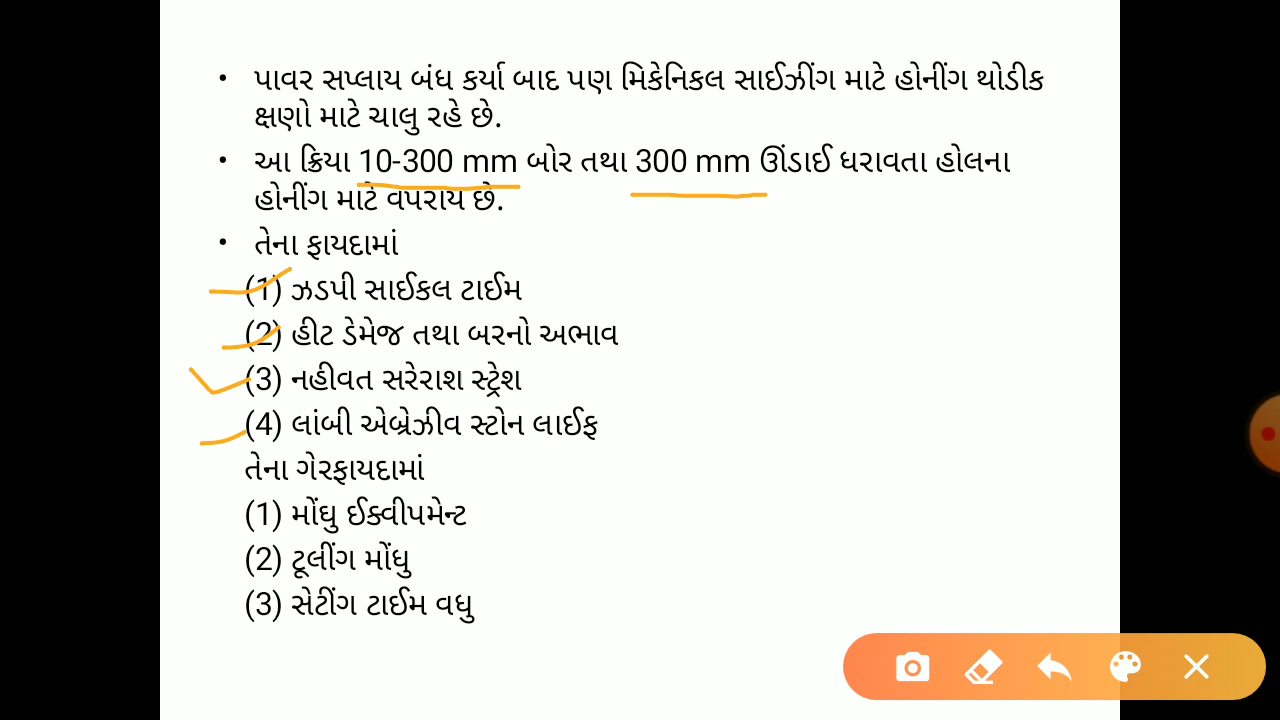 • પાવર સપ્લાય બંધ કર્યા બાદ પણ મિકેનિકલ સાઈઝીંગ માટે હોનીંગ થોડીક
ક્ષણો માટે ચાલુ રહે છે.
• આ ક્રિયા 10-300 mm બોર તથા 300 mm ઊંડાઈ ધરાવતા હોલના
હોનીંગ માટે વપરાય છે.
• તેના ફાયદામાં
(1) ઝડપી સાઈકલ ટાઈમ
(2) હીટ ડેમેજ તથા બરનો અભાવ
(3) નહીવત સરેરાશ સ્ટ્રેશ
(4) લાંબી એબ્રેઝીવ સ્ટોન લાઈફ
તેના ગેરફાયદામાં
(1) મોંઘુ ઈક્વીપમેન્ટ
(2) ટૂલીંગ મોંધુ
(3) સેટીંગ ટાઈમ વધુ